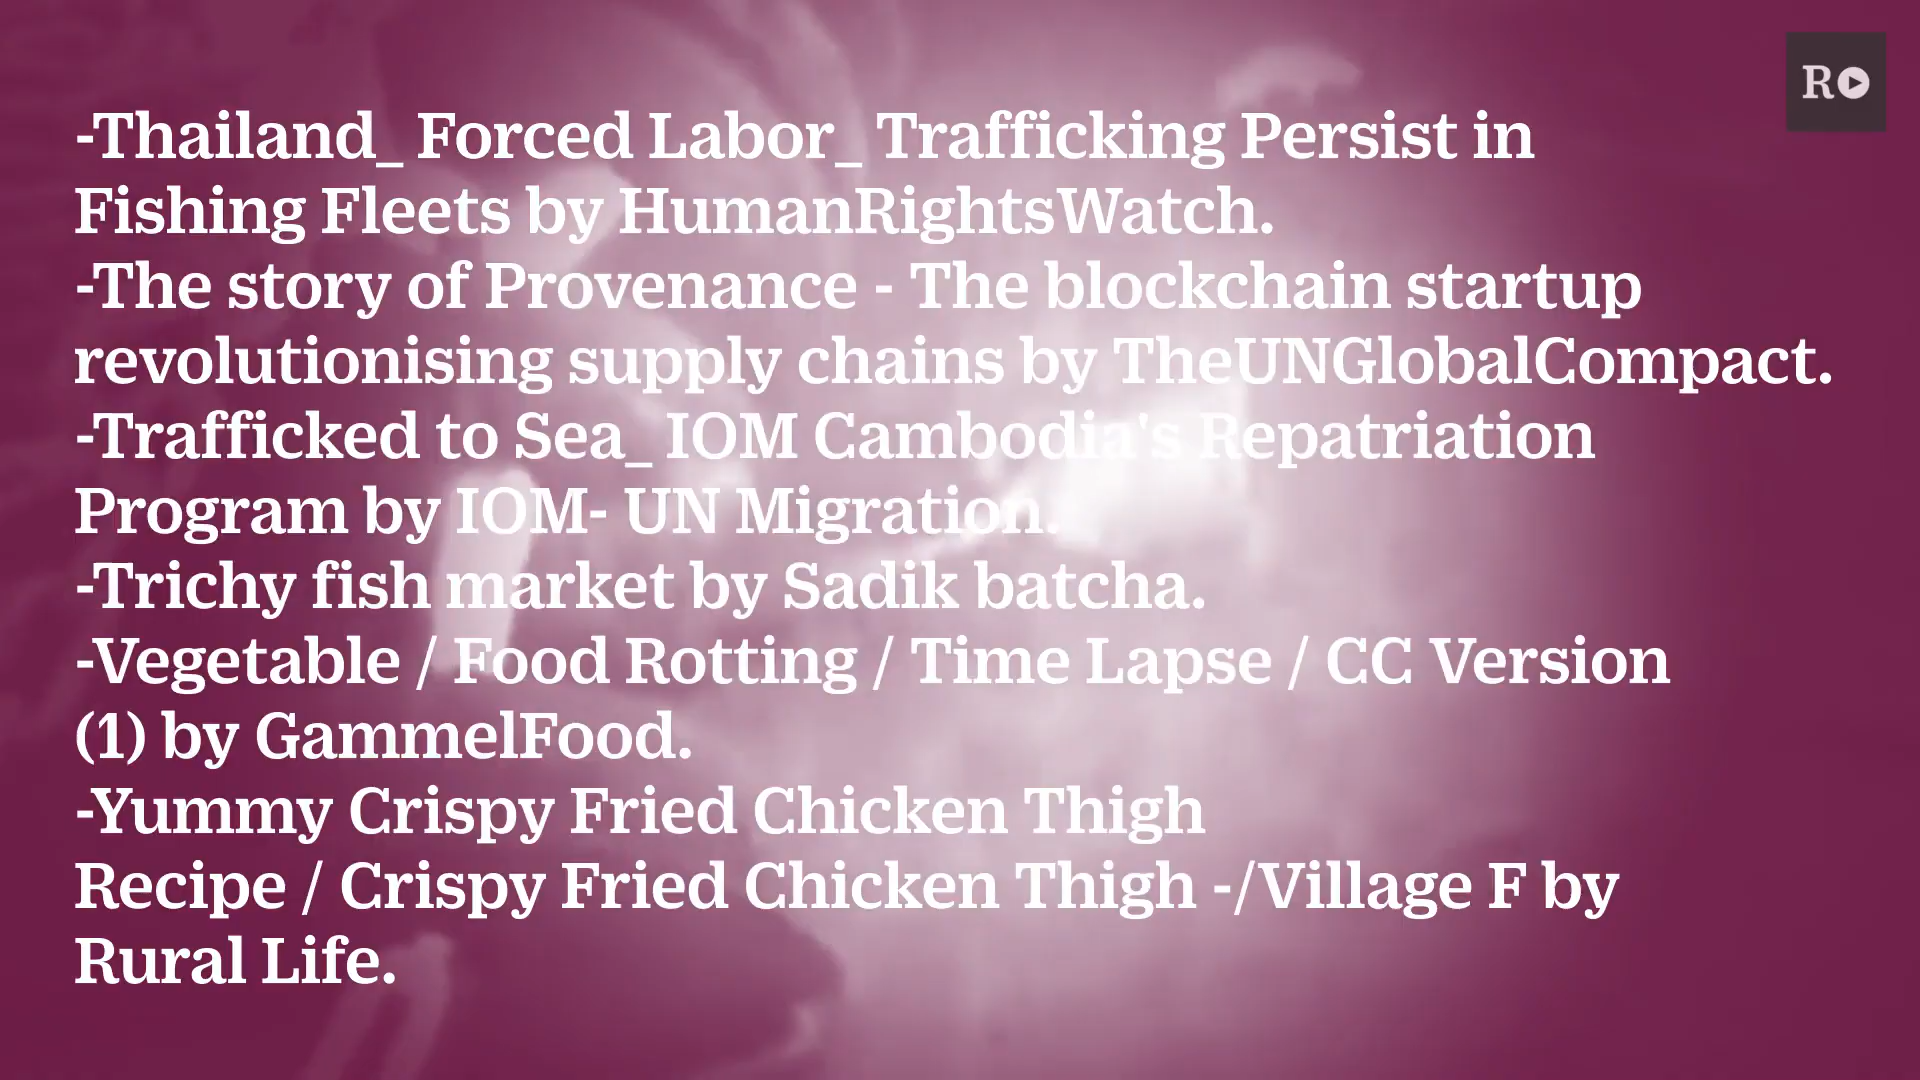 RO
-Thailand_ Forced Labor_ Trafficking Persist in
Fishing Fleets by HumanRightsWatch.
-The story of Provenance - The blockchain startup
revolutionising supply chains by TheUNGlobalCompact.
-Trafficked to Sea_ IOM Cambodia's Repatriation
Program by IOM- UN Migration.
-Trichy fish market by Sadik batcha.
-Vegetable / Food Rotting / Time Lapse / CC Version
(1) by GammelFood.
-Yummy Crispy Fried Chicken Thigh
Recipe / Crispy Fried Chicken Thigh -/Village F by
Rural Life.